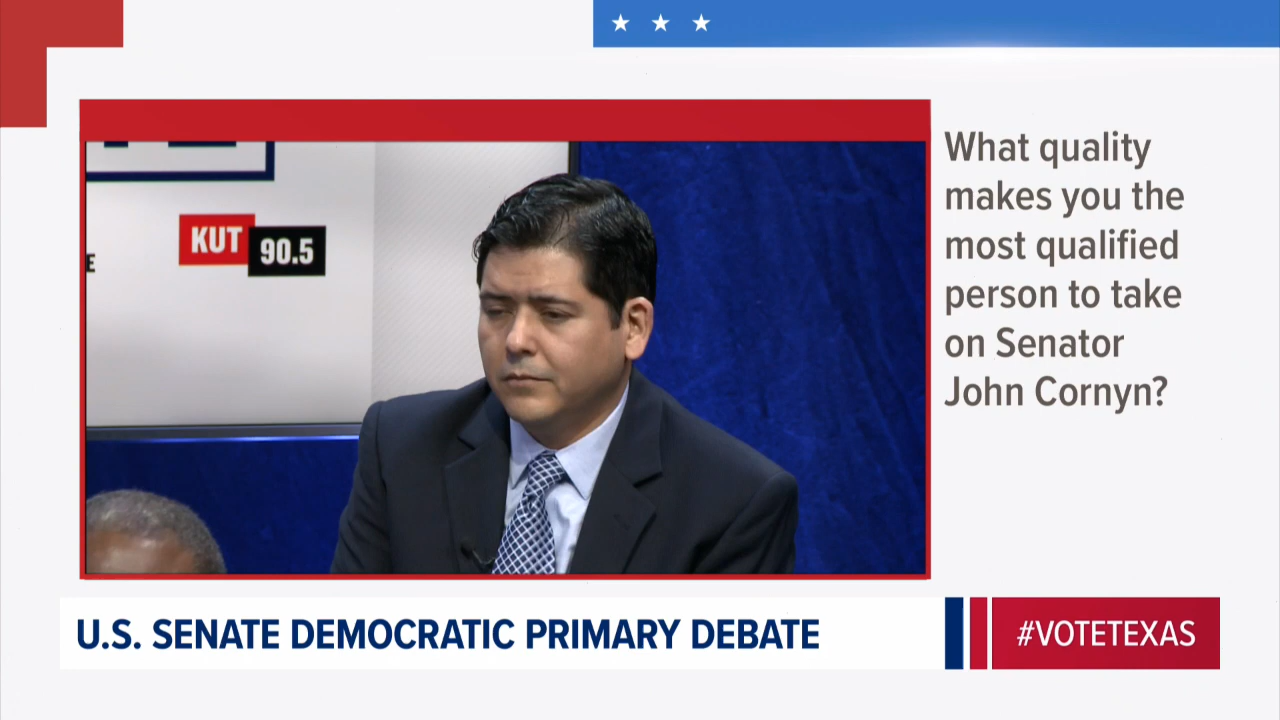 KUT
90.5
E
What quality
makes you the
most qualified
person to take
on Senator
John Cornyn?
U.S. SENATE DEMOCRATIC PRIMARY DEBATE
#VOTETEXAS